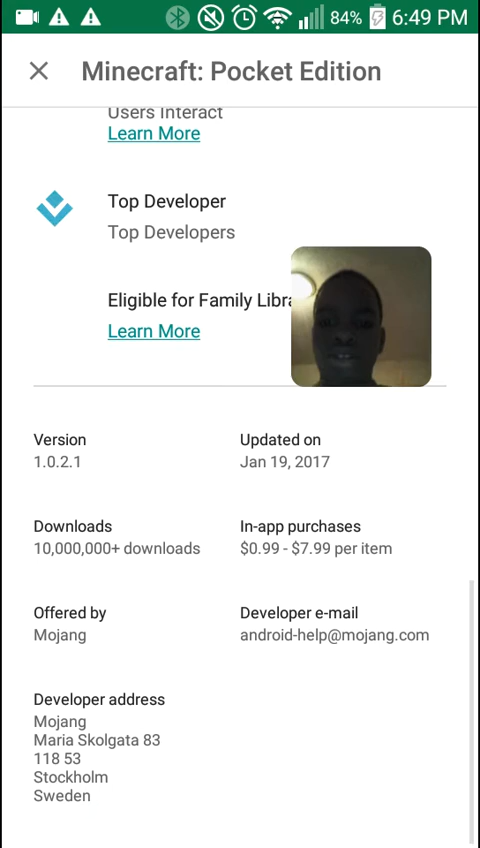 84% 6:49 PM
Minecraft: Pocket Edition
Users Interact
Learn More
Top Developer
Top Developers
Eligible for Family Libra
Learn More
Version
1.0.2.1
Updated on
Jan 19, 2017
Downloads
10,000,000+ downloads
In-app purchases
$0.99 - $7.99 per item
Offered by
Mojang
Developer e-mail
android-help@mojang.com
Developer address
Mojang
Maria Skolgata 83
118 53
Stockholm
Sweden